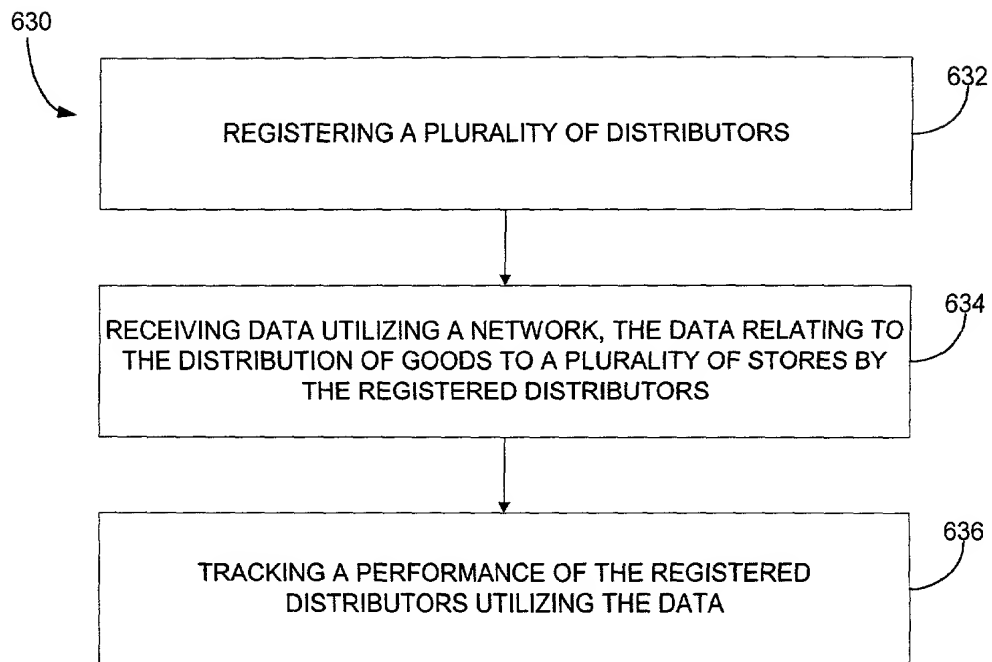 630
632
REGISTERING A PLURALITY OF DISTRIBUTORS
634
RECEIVING DATA UTILIZING A NETWORK, THE DATA RELATING TO
THE DISTRIBUTION OF GOODS TO A PLURALITY OF STORES BY
THE REGISTERED DISTRIBUTORS
636
TRACKING A PERFORMANCE OF THE REGISTERED
DISTRIBUTORS UTILIZING THE DATA